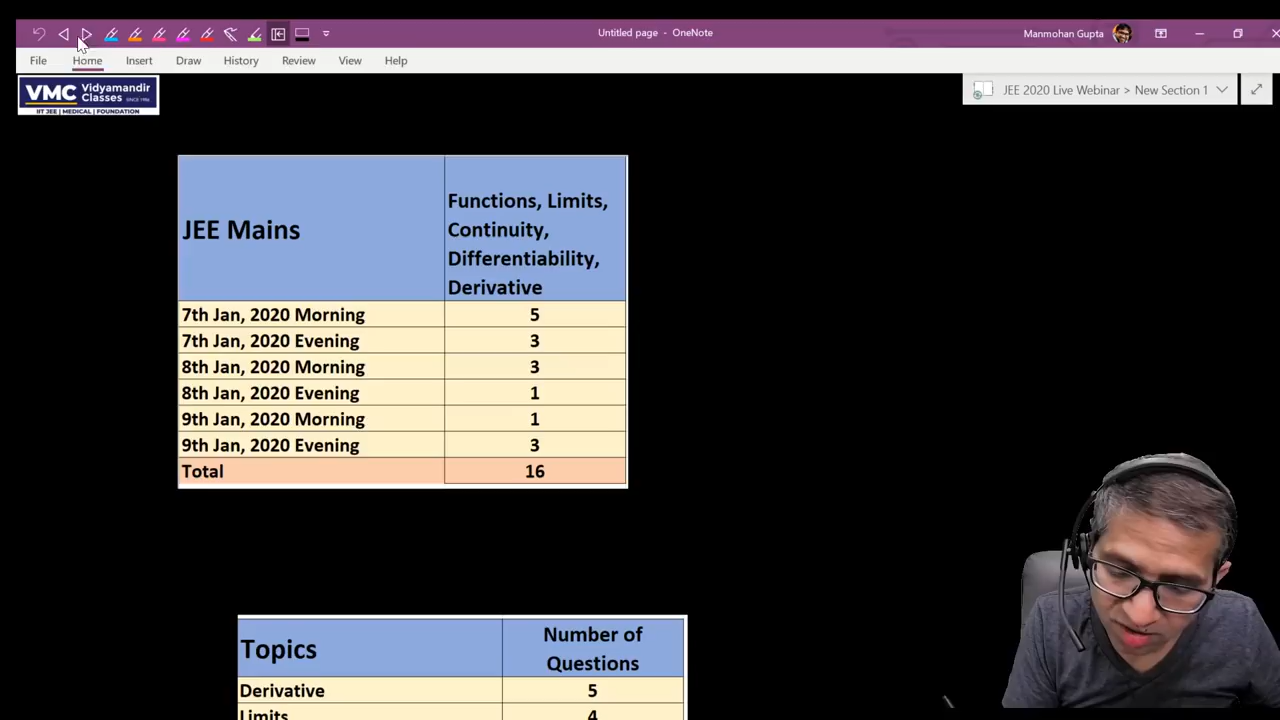 Untitled page - OneNote
Manmohan Gupta
File Home Insert Draw History Review View Help
VMC Vidyamandir Classes SINCE 1986
IIT JEE | MEDICAL | FOUNDATION
JEE 2020 Live Webinar > New Section 1
JEE Mains
Functions, Limits,
Continuity,
Differentiability,
Derivative
7th Jan, 2020 Morning 5
7th Jan, 2020 Evening 3
8th Jan, 2020 Morning 3
8th Jan, 2020 Evening 1
9th Jan, 2020 Morning 1
9th Jan, 2020 Evening 3
Total 16
Topics
Number of
Questions
Derivative 5
Limits 4